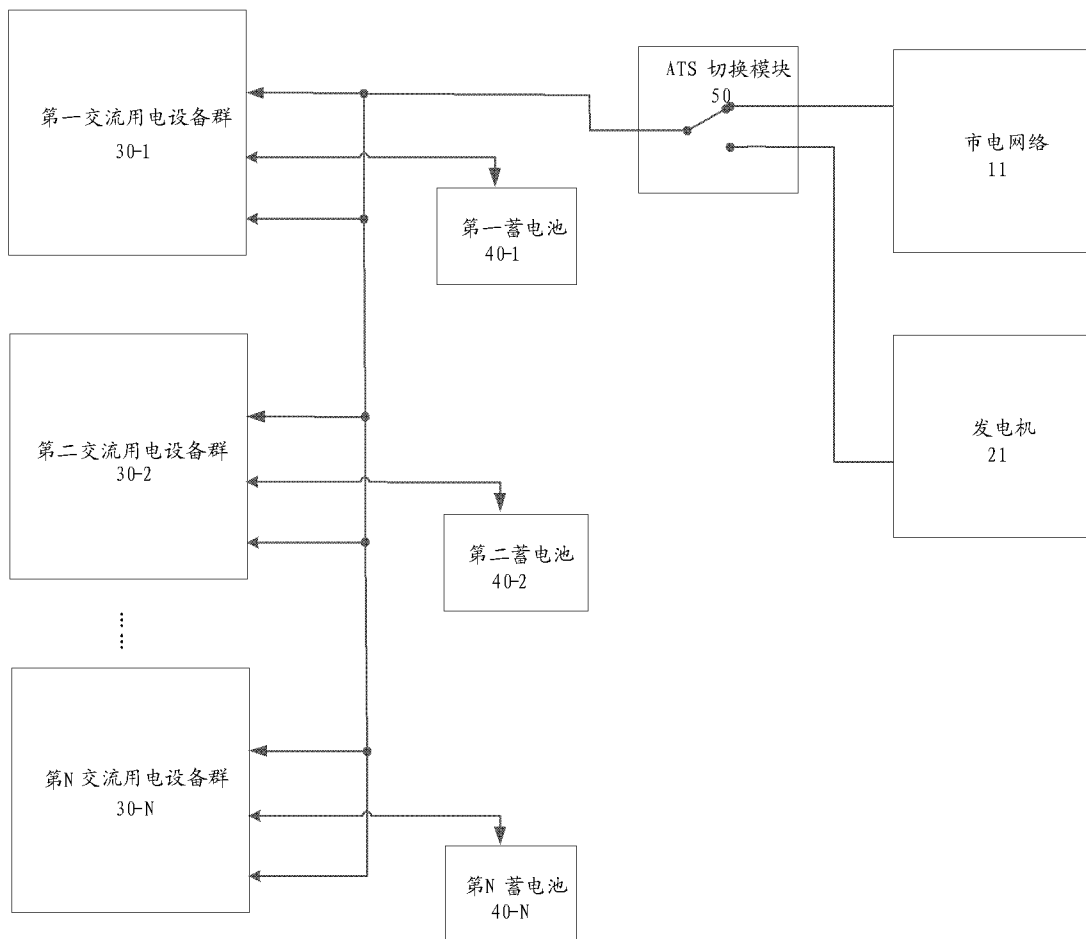 第一交流用电设备群
30-1
ATS 切换模块
50
市电网络
11
第一蓄电池
40-1
第二交流用电设备群
30-2
发电机
21
第二蓄电池
40-2
第N 交流用电设备群
30-N
第N 蓄电池
40-N